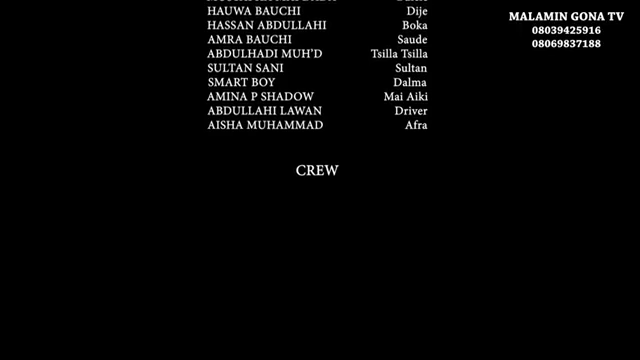 HAUWA BAUCHI Dije
HASSAN ABDULLAHI Boka
AMRA BAUCHI Saude
ABDULHADI MUH'D Tsilla Tsilla
SULTAN SANI Sultan
SMART BOY Dalma
AMINA P SHADOW Mai Aiki
ABDULLAHI LAWAN Driver
AISHA MUHAMMAD Afra
CREW
MALAMIN GONA TV
08039425916
08069837188